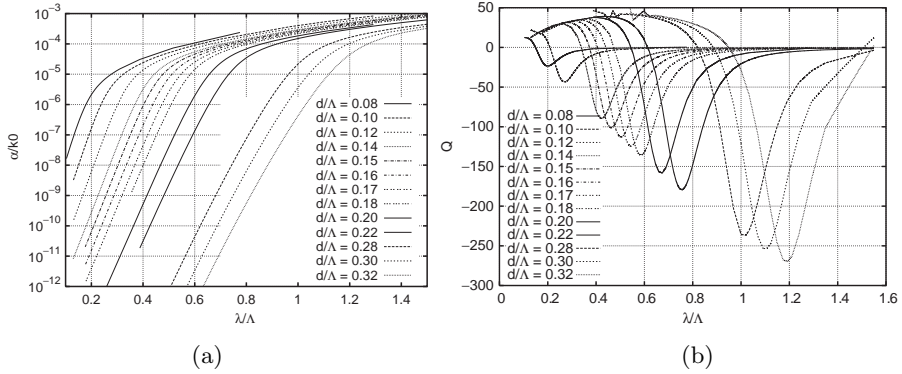 10⁻³
10⁻⁴
10⁻⁵
10⁻⁶
10⁻⁷
10⁻⁸
10⁻⁹
10⁻¹⁰
10⁻¹¹
10⁻¹²
α/k0
d/Λ = 0.08
d/Λ = 0.10
d/Λ = 0.12
d/Λ = 0.14
d/Λ = 0.15
d/Λ = 0.16
d/Λ = 0.17
d/Λ = 0.18
d/Λ = 0.20
d/Λ = 0.22
d/Λ = 0.28
d/Λ = 0.30
d/Λ = 0.32
0.2 0.4 0.6 0.8 1 1.2 1.4
λ/Λ
(a)
50
0
−50
−100
−150
−200
−250
−300
Q
d/Λ = 0.08
d/Λ = 0.10
d/Λ = 0.12
d/Λ = 0.14
d/Λ = 0.15
d/Λ = 0.16
d/Λ = 0.17
d/Λ = 0.18
d/Λ = 0.20
d/Λ = 0.22
d/Λ = 0.28
d/Λ = 0.30
d/Λ = 0.32
0 0.2 0.4 0.6 0.8 1 1.2 1.4 1.6
λ/Λ
(b)